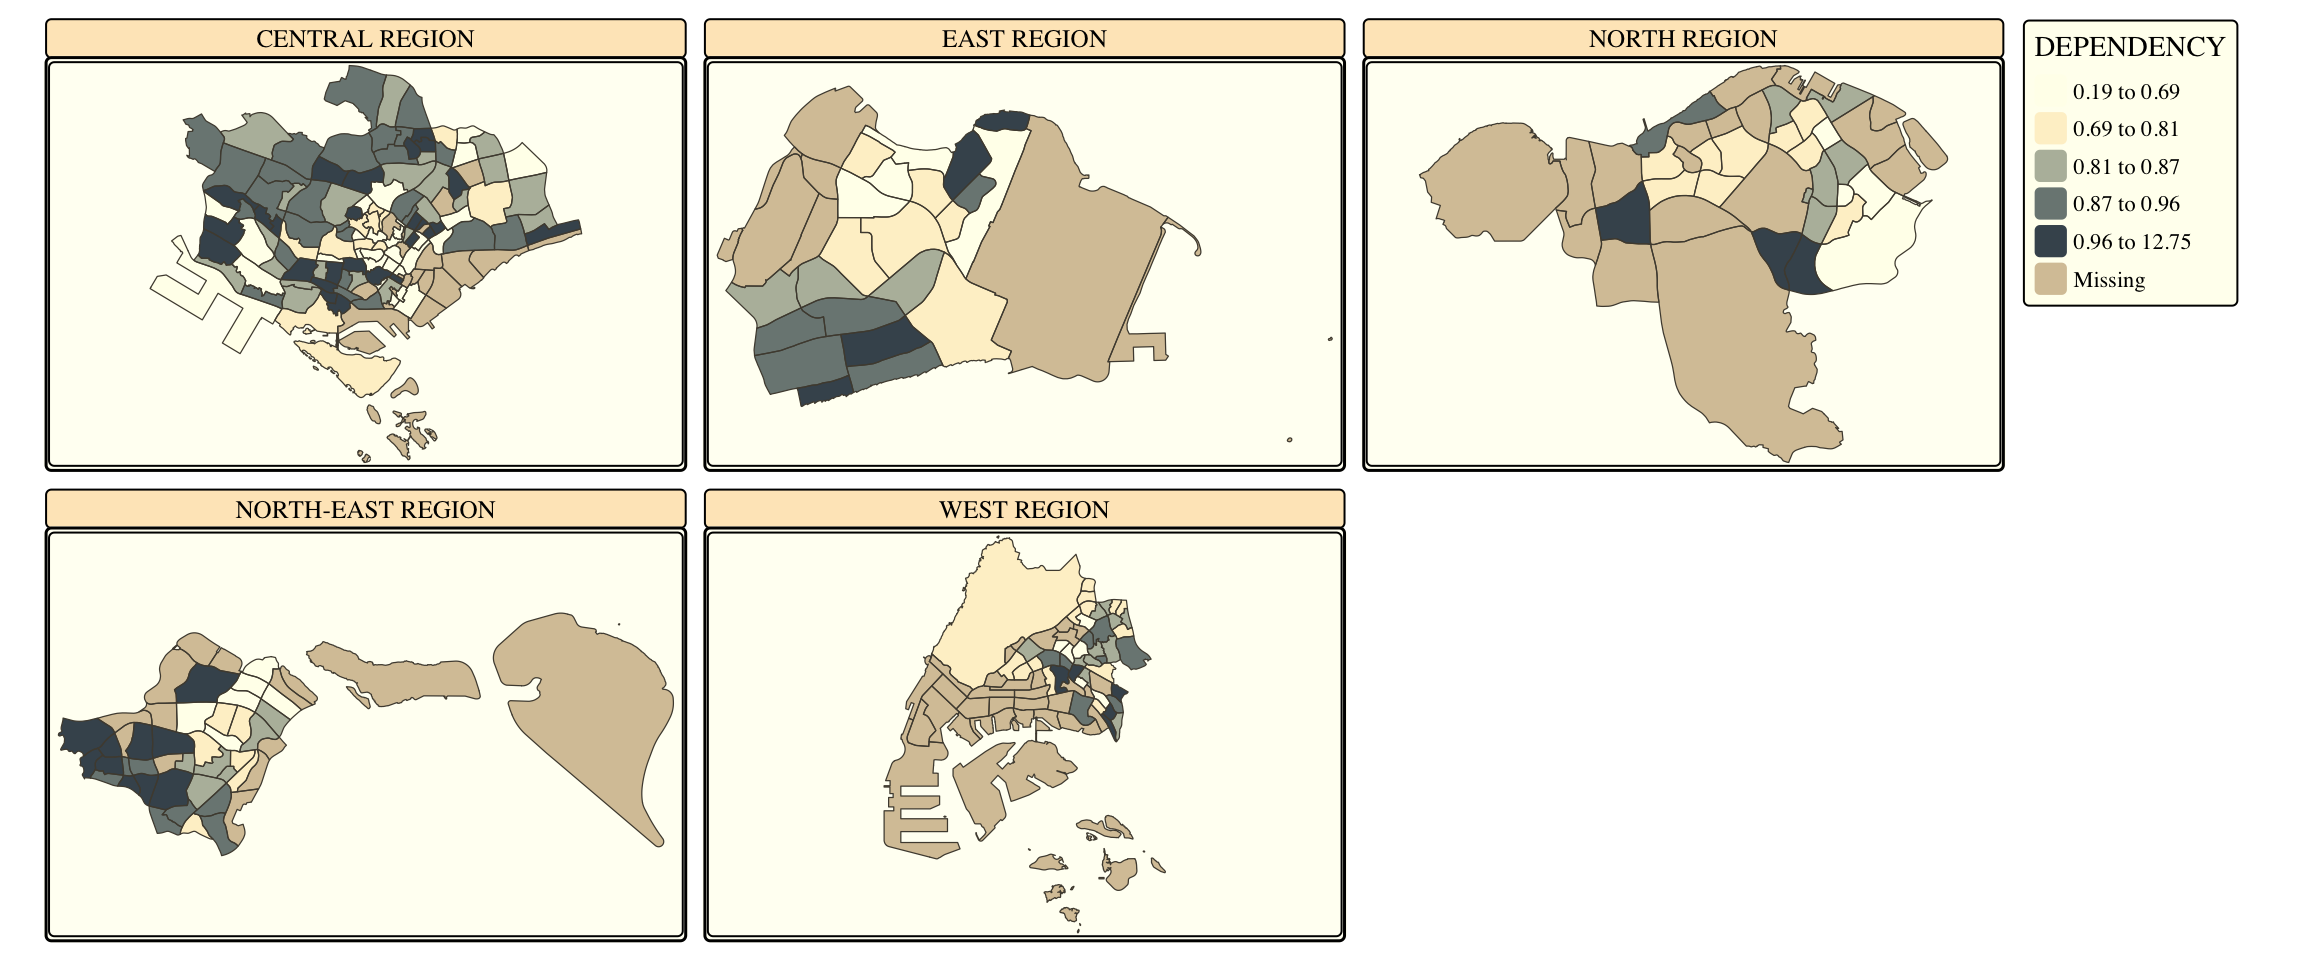 CENTRAL REGION
EAST REGION
NORTH REGION
DEPENDENCY
0.19 to 0.69
0.69 to 0.81
0.81 to 0.87
0.87 to 0.96
0.96 to 12.75
Missing
NORTH-EAST REGION
WEST REGION